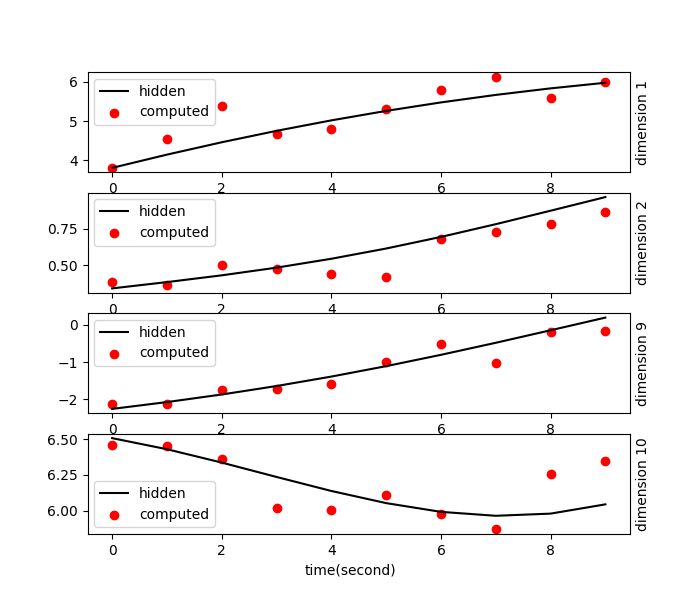 6
5
4
hidden
computed
dimension 1
0 2 4 6 8
0.75
0.50
hidden
computed
dimension 2
0 2 4 6 8
0
−1
−2
hidden
computed
dimension 9
0 2 4 6 8
6.50
6.25
6.00
hidden
computed
dimension 10
0 2 4 6 8
time(second)